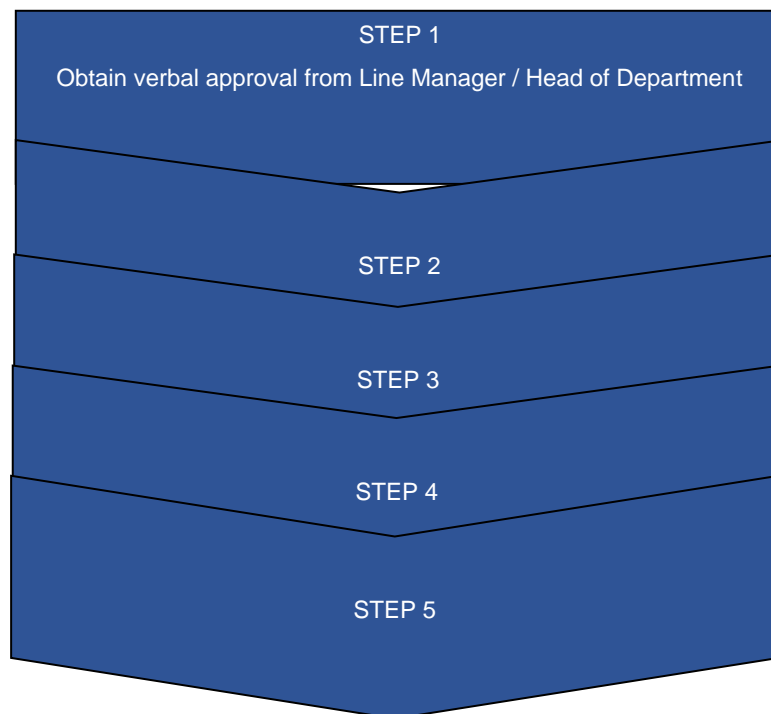 STEP 1
Obtain verbal approval from Line Manager / Head of Department
STEP 2
STEP 3
STEP 4
STEP 5